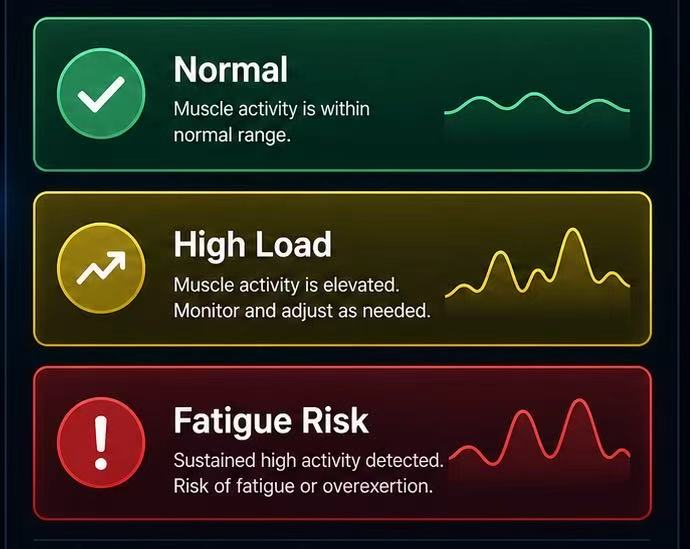 Normal
Muscle activity is within
normal range.
High Load
Muscle activity is elevated.
Monitor and adjust as needed.
Fatigue Risk
Sustained high activity detected.
Risk of fatigue or overexertion.